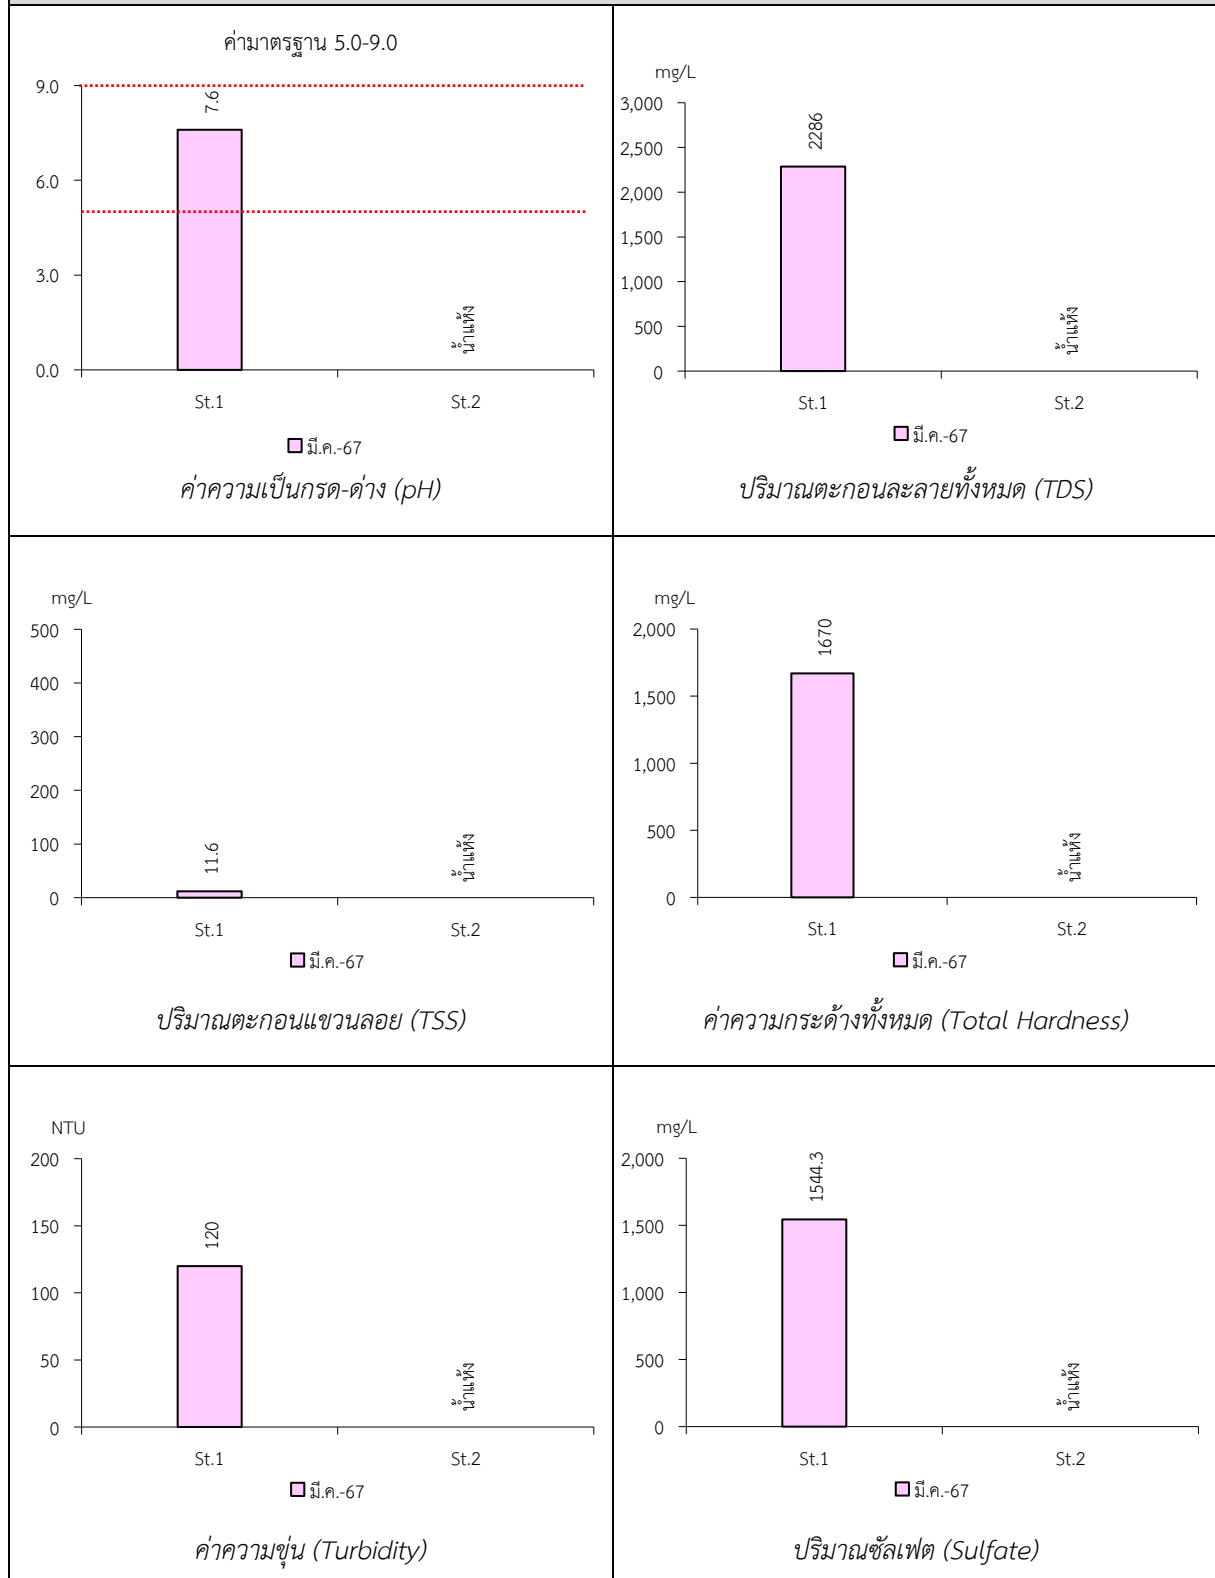 ค่ามาตรฐาน 5.0-9.0
9.0
6.0
3.0
0.0
7.6
น้ำแห้ง
St.1
St.2
มี.ค.-67
ค่าความเป็นกรด-ด่าง (pH)
mg/L
3,000
2,500
2,000
1,500
1,000
500
0
2286
น้ำแห้ง
St.1
St.2
มี.ค.-67
ปริมาณตะกอนละลายทั้งหมด (TDS)
mg/L
500
400
300
200
100
0
11.6
น้ำแห้ง
St.1
St.2
มี.ค.-67
ปริมาณตะกอนแขวนลอย (TSS)
mg/L
2,000
1,500
1,000
500
0
1670
น้ำแห้ง
St.1
St.2
มี.ค.-67
ค่าความกระด้างทั้งหมด (Total Hardness)
NTU
200
150
100
50
0
120
น้ำแห้ง
St.1
St.2
มี.ค.-67
ค่าความขุ่น (Turbidity)
mg/L
2,000
1,500
1,000
500
0
1544.3
น้ำแห้ง
St.1
St.2
มี.ค.-67
ปริมาณซัลเฟต (Sulfate)